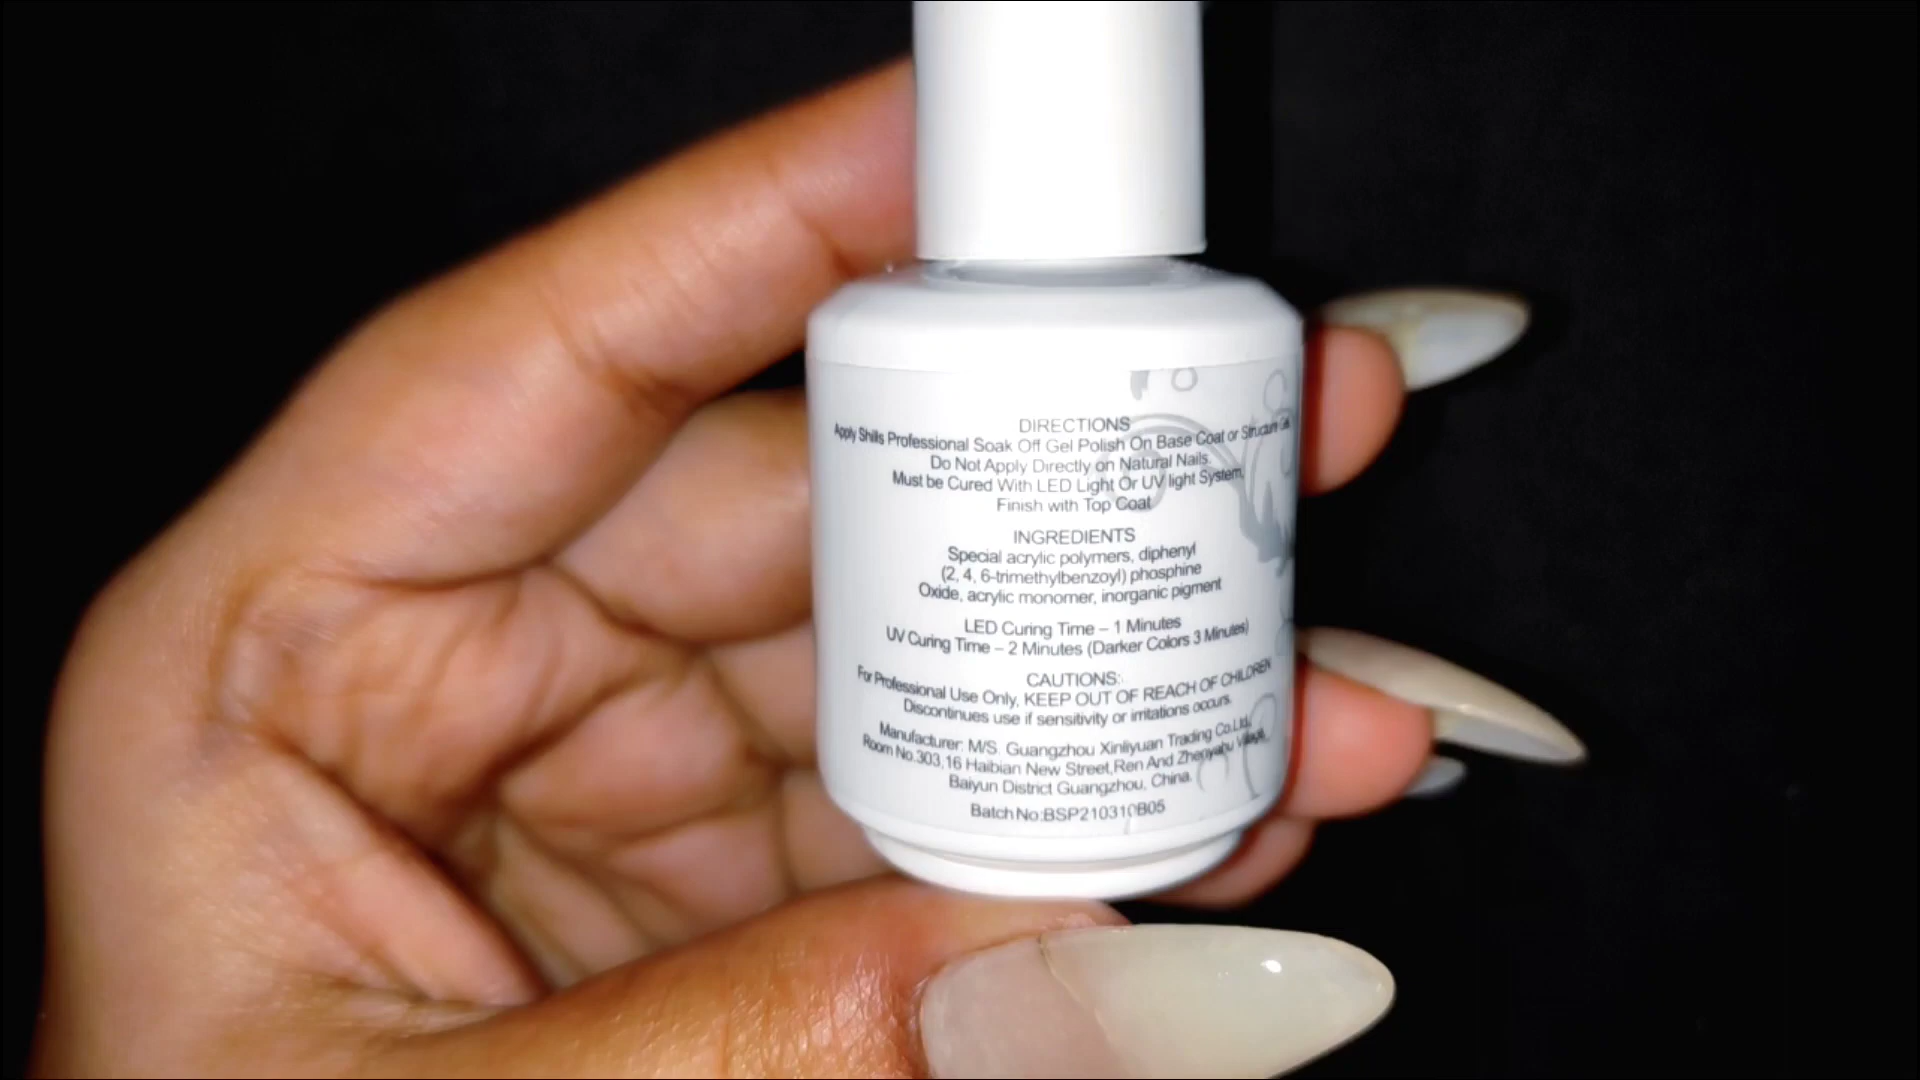 DIRECTIONS
Apply Shills Professional Soak Off Gel Polish On Base Coat or Structure Gel.
Do Not Apply Directly on Natural Nails.
Must be Cured With LED Light Or UV light System,
Finish with Top Coat
INGREDIENTS
Special acrylic polymers, diphenyl
(2, 4, 6-trimethylbenzoyl) phosphine
Oxide, acrylic monomer, inorganic pigment
LED Curing Time – 1 Minutes
UV Curing Time – 2 Minutes (Darker Colors 3 Minutes)
CAUTIONS:
For Professional Use Only, KEEP OUT OF REACH OF CHILDREN
Discontinues use if sensitivity or irritations occurs.
Manufacturer: M/S. Guangzhou Xinliyuan Trading Co.Ltd,
Room No.303,16 Haibian New Street,Ren And Zhenyahu Village,
Baiyun District Guangzhou, China.
Batch No:BSP210310B05